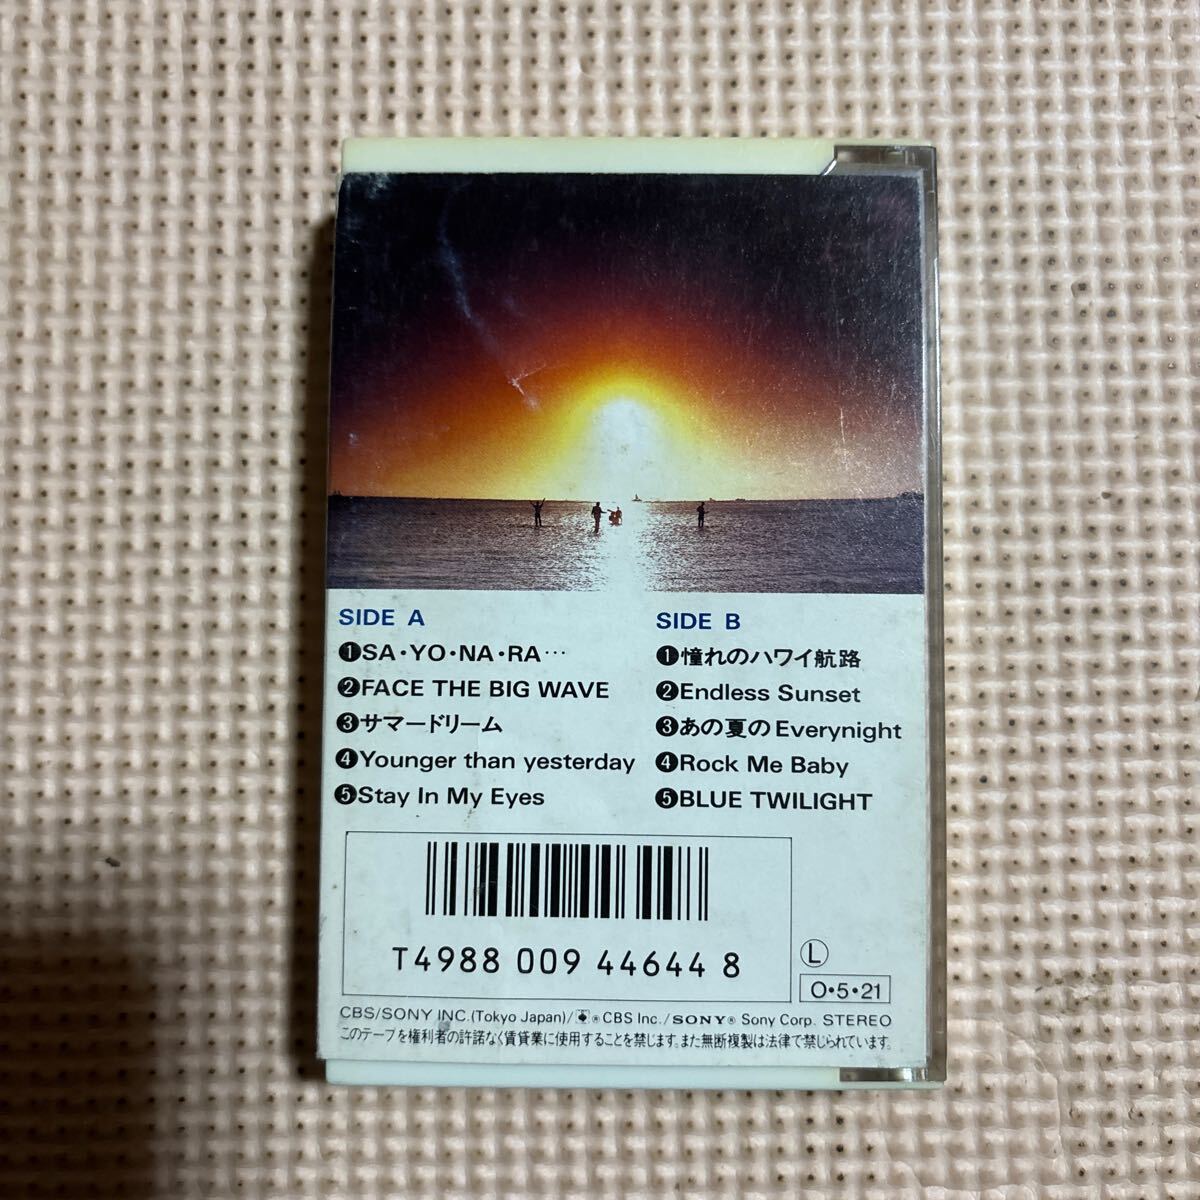 SIDE A
❶SA・YO・NA・RA…
❷FACE THE BIG WAVE
❸サマードリーム
❹Younger than yesterday
❺Stay In My Eyes
SIDE B
❶憧れのハワイ航路
❷Endless Sunset
❸あの夏のEverynight
❹Rock Me Baby
❺BLUE TWILIGHT
T4988 009 44644 8
Ⓛ
O・5・21
CBS/SONY INC.(Tokyo Japan)/®CBS Inc./SONY® Sony Corp. STEREO
このテープを権利者の許諾なく賃貸業に使用することを禁じます。また無断複製は法律で禁じられています。